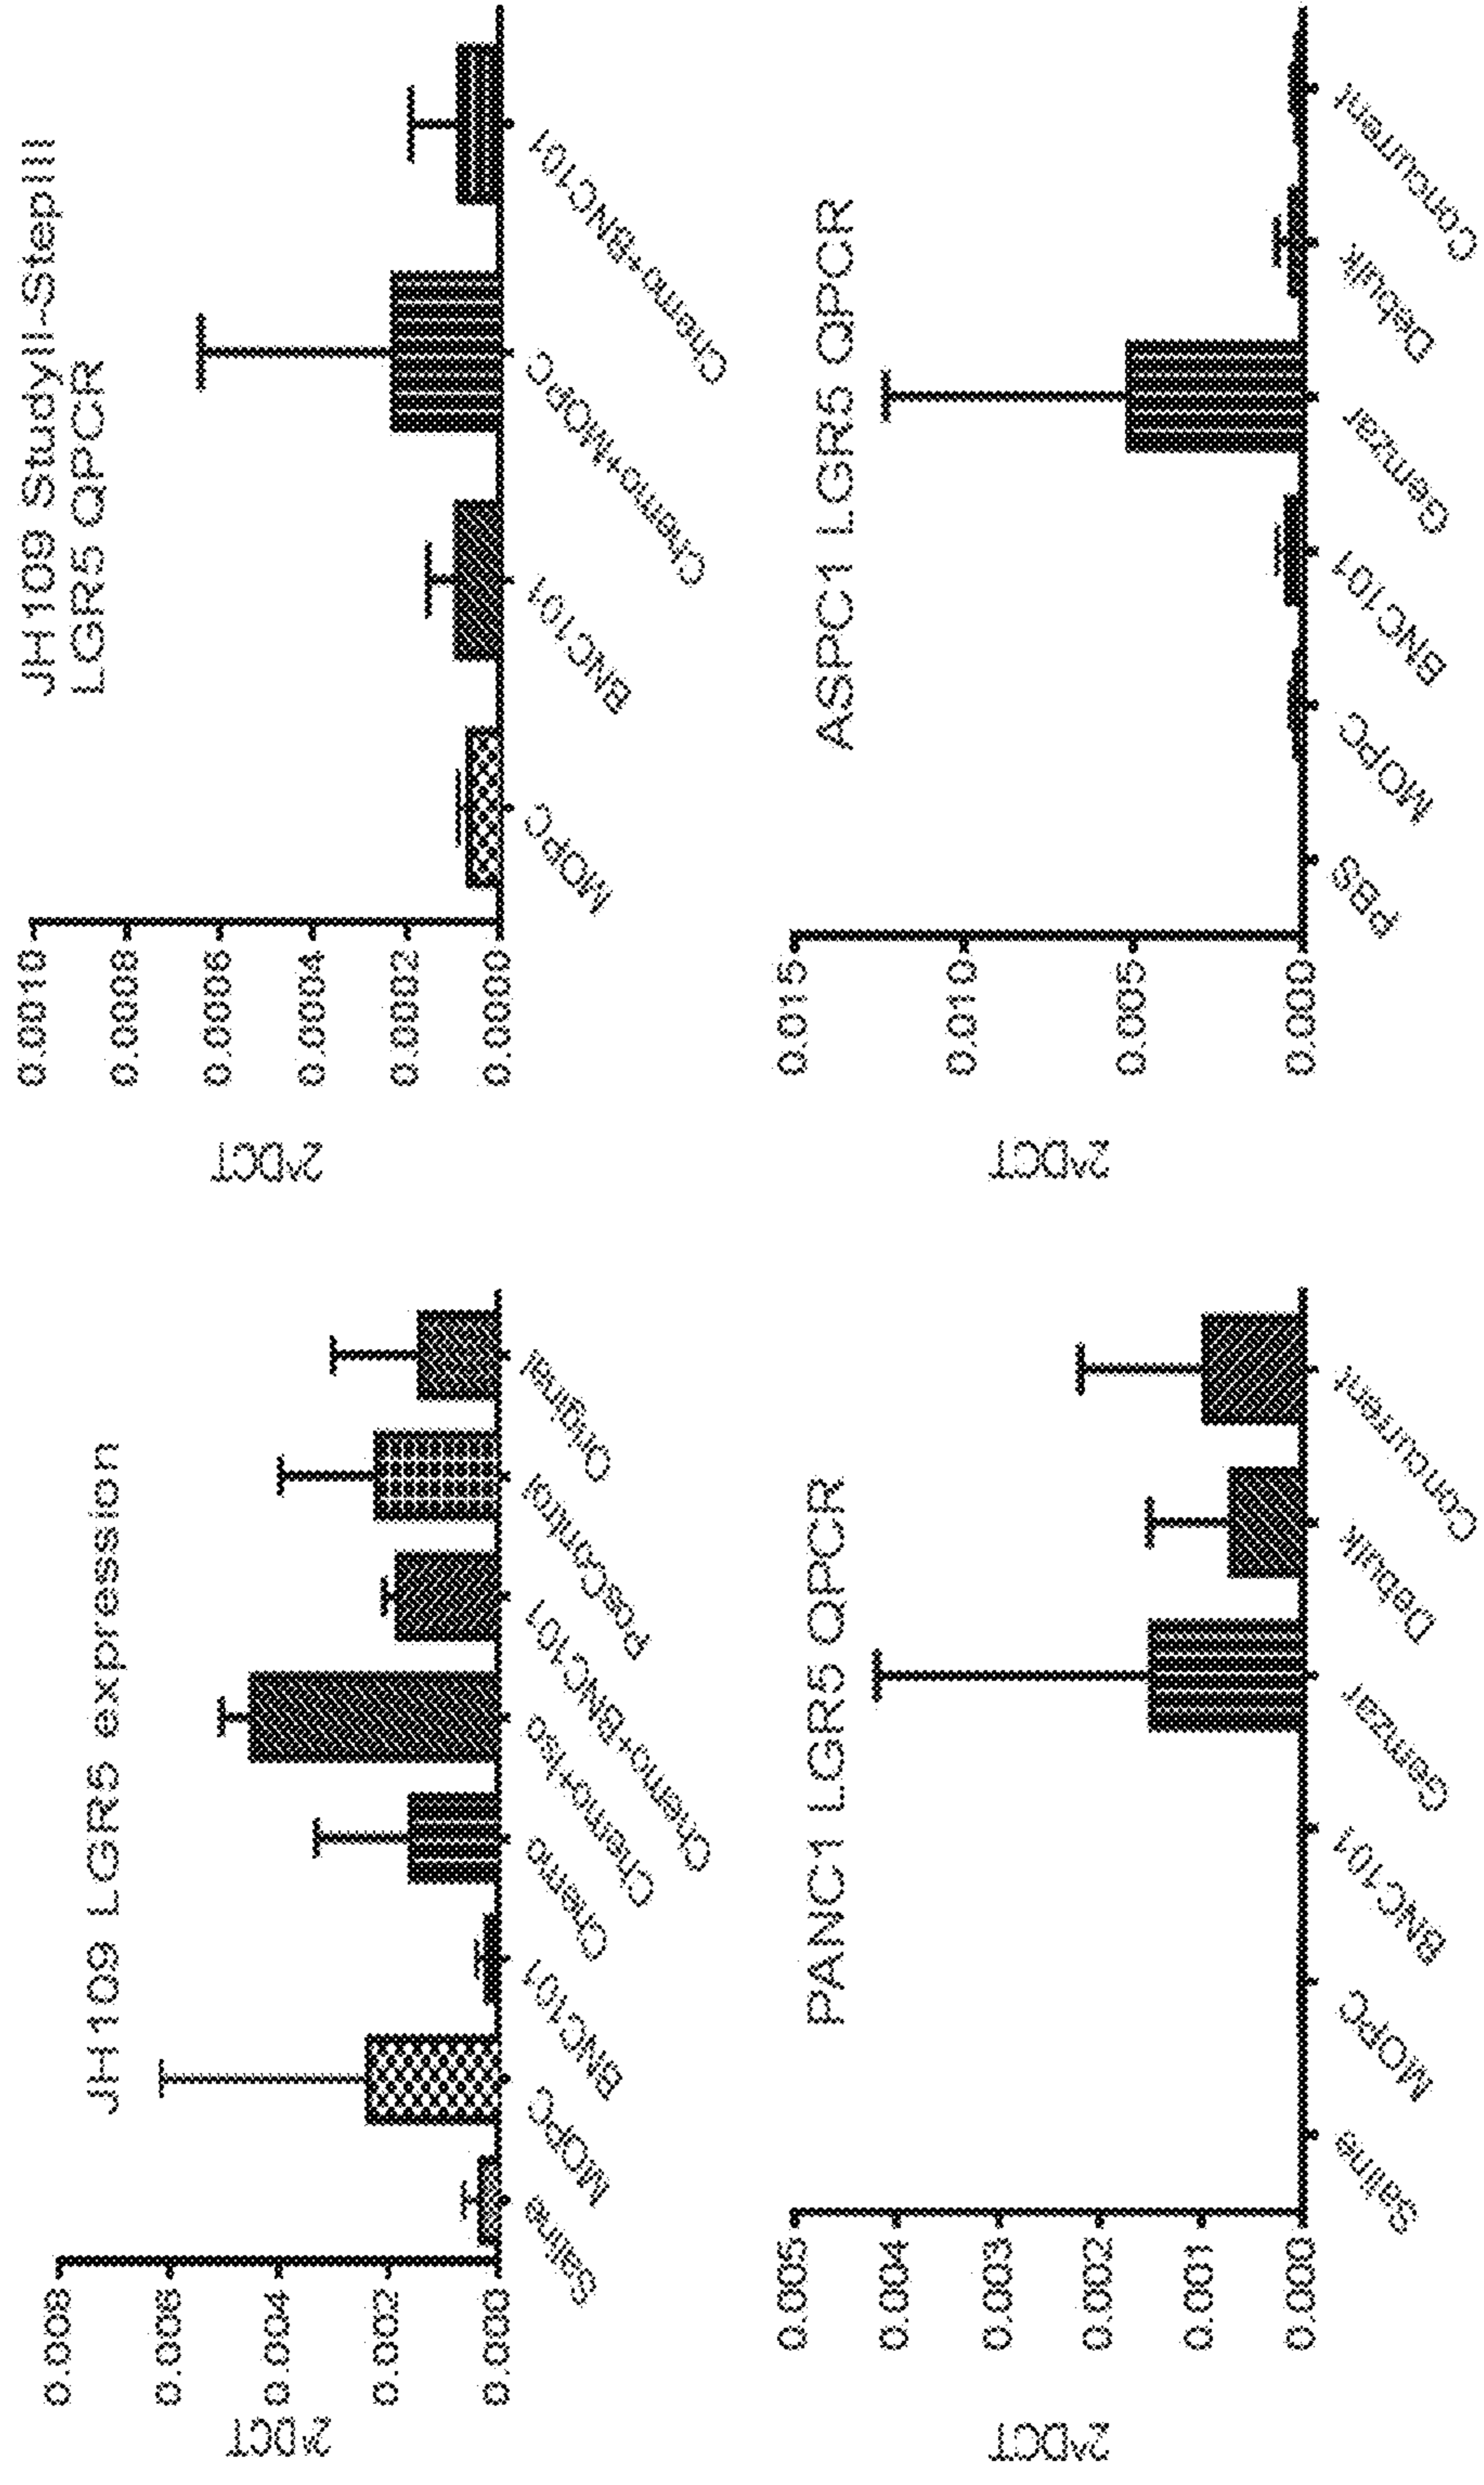 JH109 LGR5 expression
2^DCT
0.008
0.006
0.004
0.002
0.000
Saline
MOPC
BNC101
Chemo
Chemo+Iso
Chemo+BNC101
PosControl
Original
JH109 StudyII-StepIII
LGR5 QPCR
2^DCT
0.0010
0.0008
0.0006
0.0004
0.0002
0.0000
MOPC
BNC101
Chemo+MOPC
Chemo+BNC101
PANC1 LGR5 QPCR
2^DCT
0.005
0.004
0.003
0.002
0.001
0.000
Saline
MOPC
BNC101
Gemzar
Debulk
Concurrent
ASPC1 LGR5 QPCR
2^DCT
0.015
0.010
0.005
0.000
PBS
MOPC
BNC101
Gemzar
Debulk
Concurrent